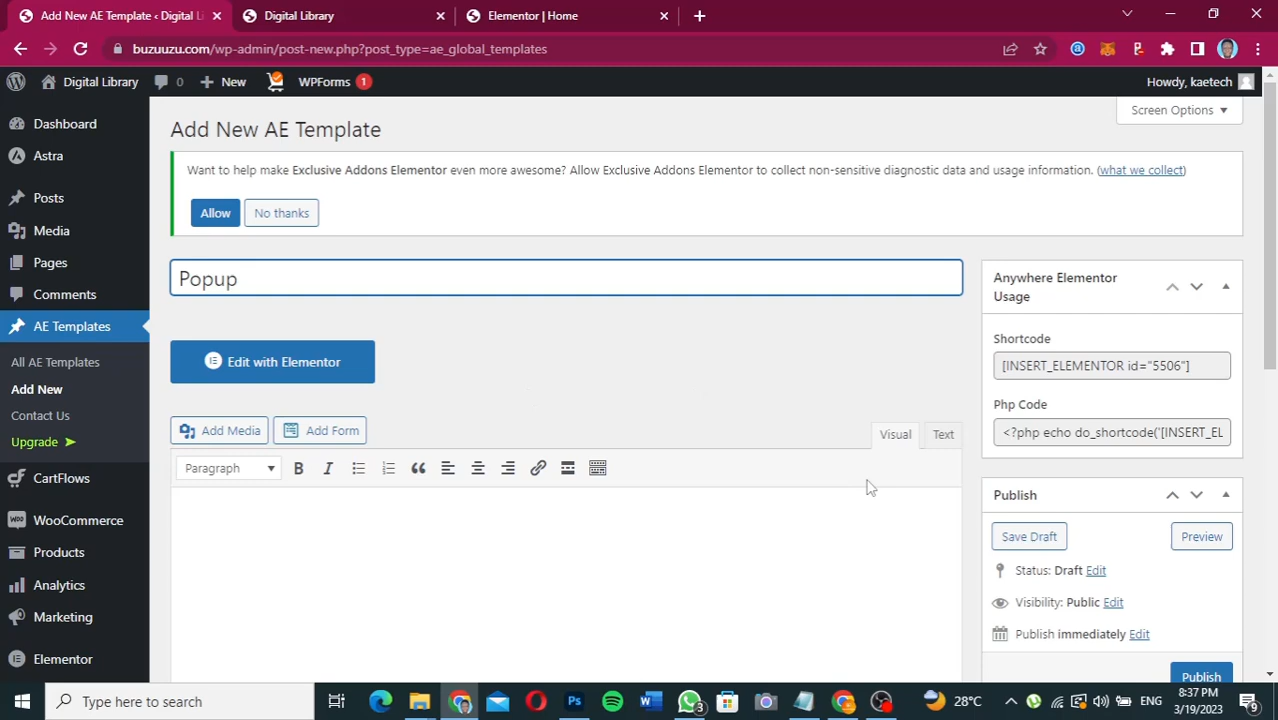 Add New AE Template ‹ Digital Li
Digital Library
Elementor | Home
buzuuzu.com/wp-admin/post-new.php?post_type=ae_global_templates
Digital Library
0
New
WPForms 1
Howdy, kaetech
Dashboard
Astra
Posts
Media
Pages
Comments
AE Templates
All AE Templates
Add New
Contact Us
Upgrade ➤
CartFlows
WooCommerce
Products
Analytics
Marketing
Elementor
Screen Options
Add New AE Template
Want to help make Exclusive Addons Elementor even more awesome? Allow Exclusive Addons Elementor to collect non-sensitive diagnostic data and usage information. (what we collect)
Allow
No thanks
Popup
Edit with Elementor
Add Media
Add Form
Visual
Text
Paragraph
B
I
Anywhere Elementor
Usage
Shortcode
[INSERT_ELEMENTOR id="5506"]
Php Code
<?php echo do_shortcode('[INSERT_EL
Publish
Save Draft
Preview
Status: Draft Edit
Visibility: Public Edit
Publish immediately Edit
Publish
Type here to search
3
28°C
ENG
8:37 PM
3/19/2023
9